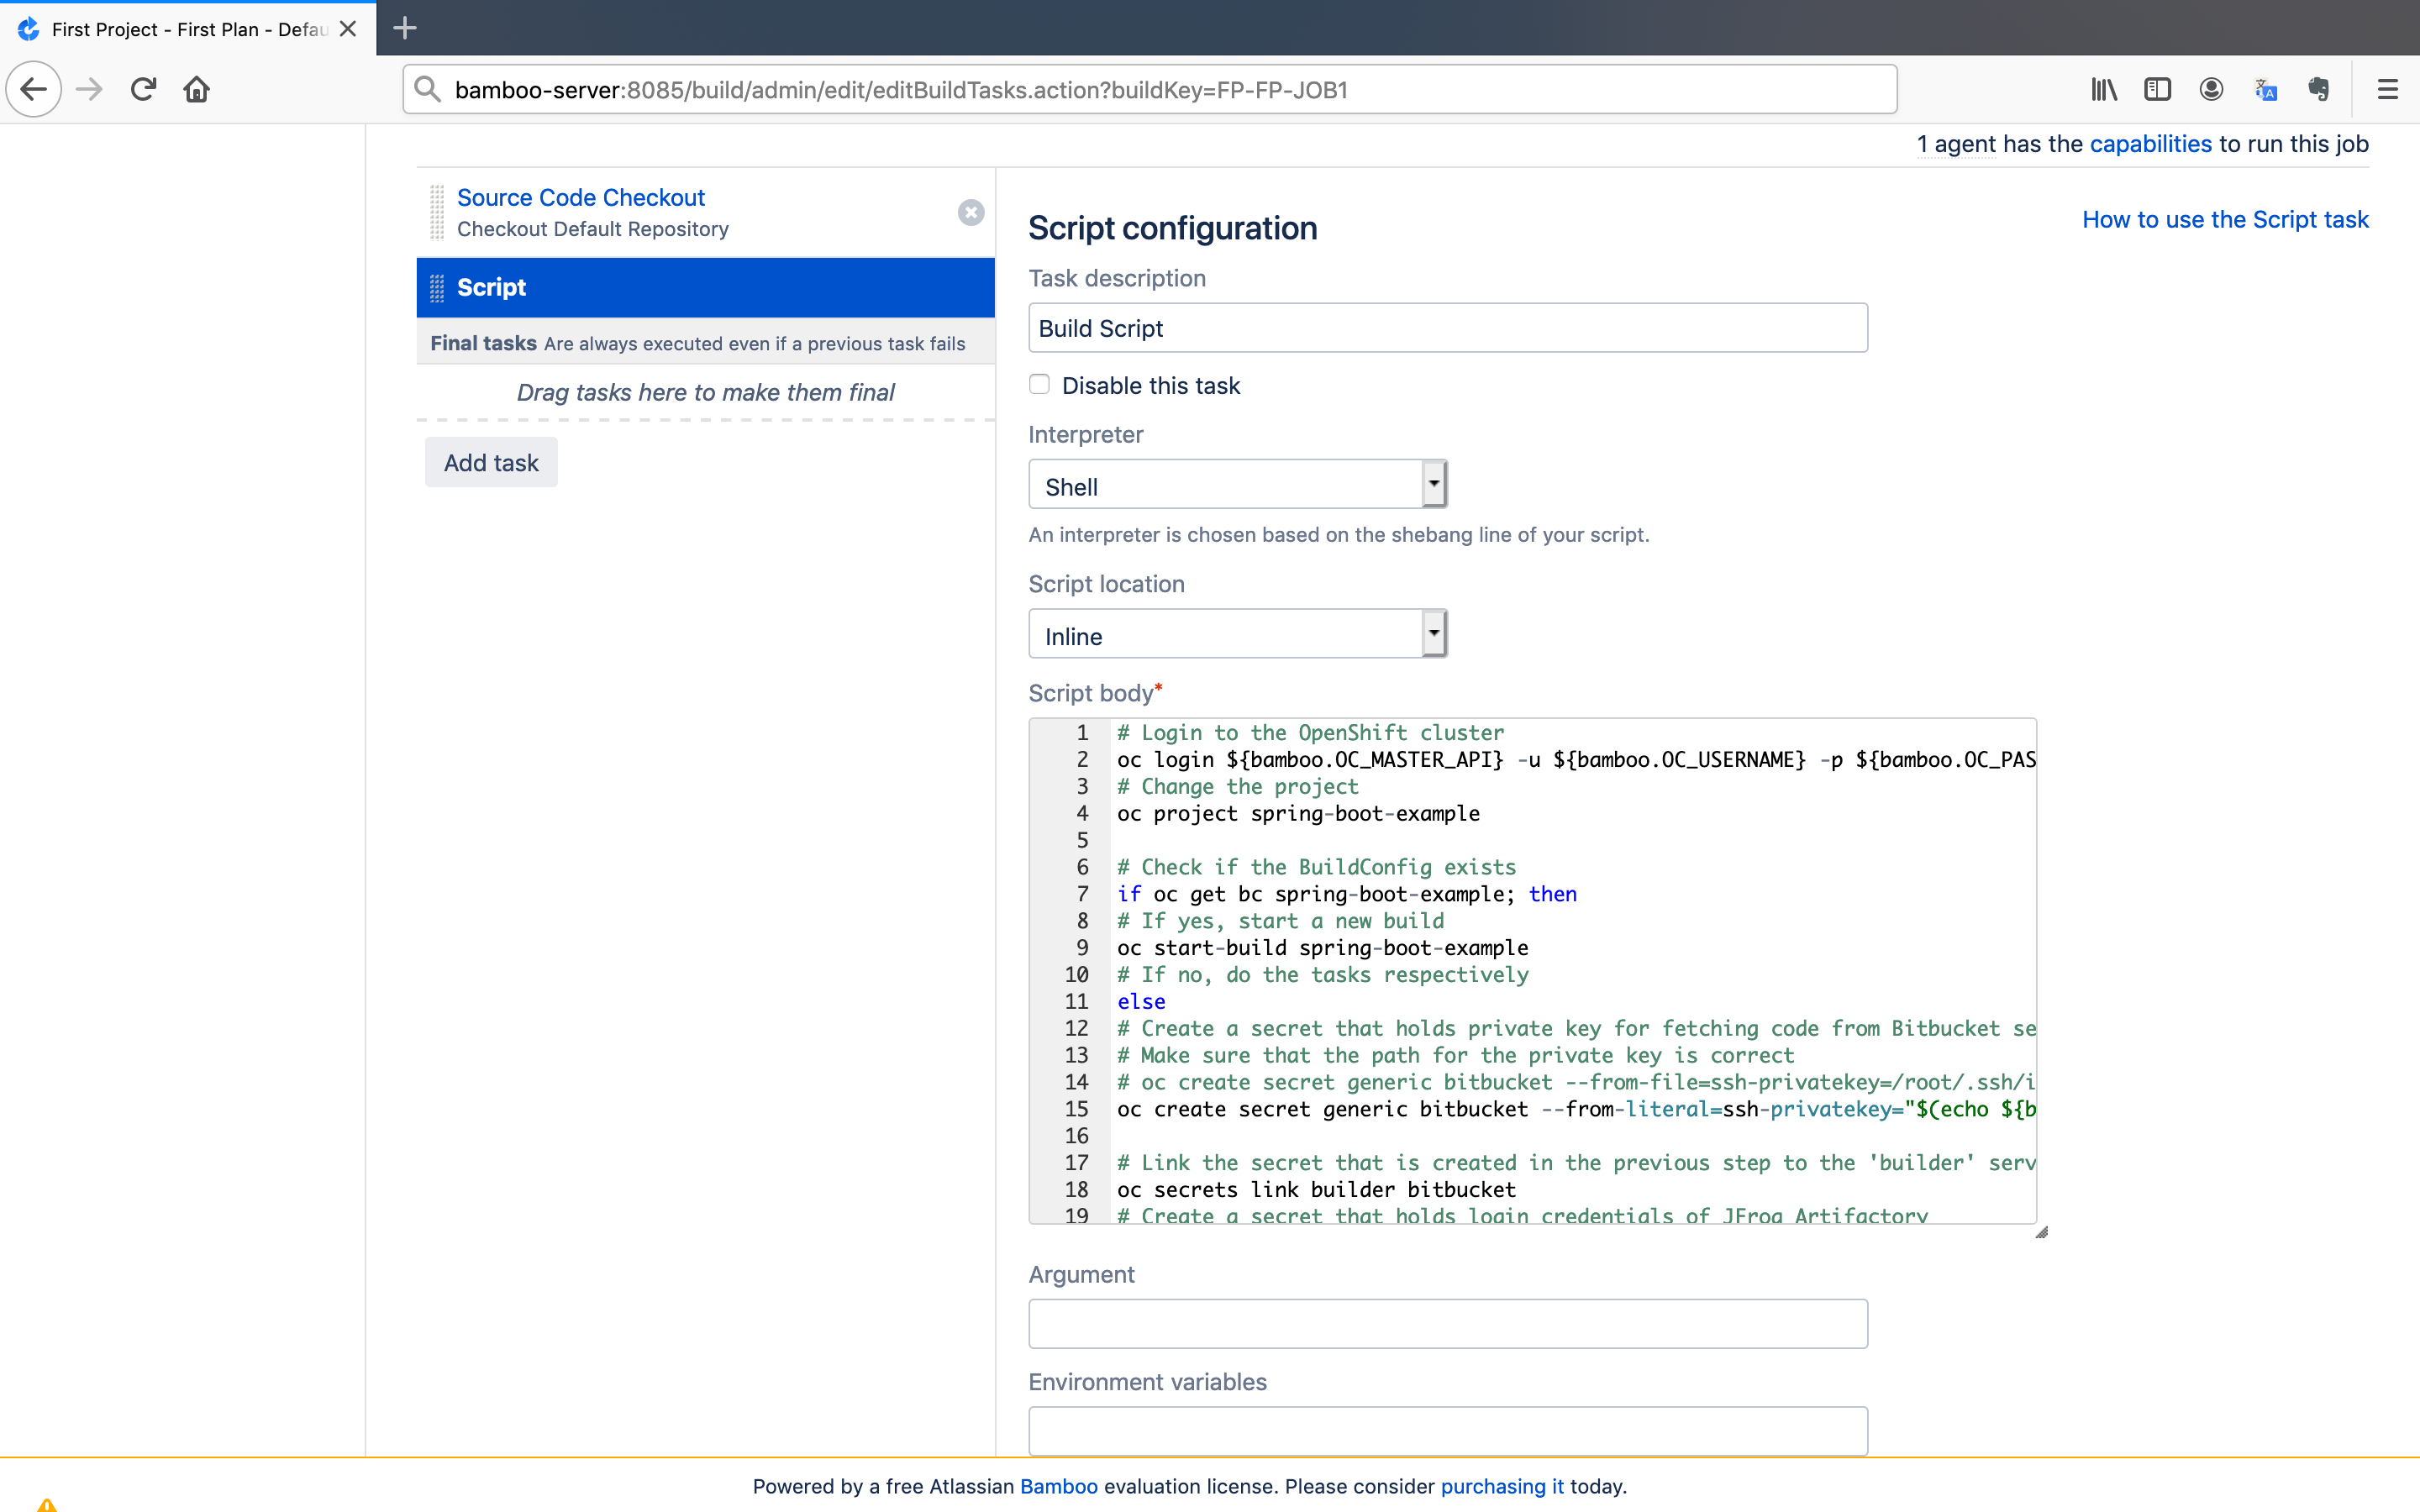 First Project - First Plan - Defau
bamboo-server:8085/build/admin/edit/editBuildTasks.action?buildKey=FP-FP-JOB1
1 agent has the capabilities to run this job
Source Code Checkout
Checkout Default Repository
Script
Final tasks Are always executed even if a previous task fails
Drag tasks here to make them final
Add task
Script configuration
How to use the Script task
Task description
Build Script
Disable this task
Interpreter
Shell
An interpreter is chosen based on the shebang line of your script.
Script location
Inline
Script body*
1 # Login to the OpenShift cluster
2 oc login ${bamboo.OC_MASTER_API} -u ${bamboo.OC_USERNAME} -p ${bamboo.OC_PAS
3 # Change the project
4 oc project spring-boot-example
5
6 # Check if the BuildConfig exists
7 if oc get bc spring-boot-example; then
8 # If yes, start a new build
9 oc start-build spring-boot-example
10 # If no, do the tasks respectively
11 else
12 # Create a secret that holds private key for fetching code from Bitbucket se
13 # Make sure that the path for the private key is correct
14 # oc create secret generic bitbucket --from-file=ssh-privatekey=/root/.ssh/i
15 oc create secret generic bitbucket --from-literal=ssh-privatekey="$(echo ${b
16
17 # Link the secret that is created in the previous step to the 'builder' serv
18 oc secrets link builder bitbucket
19 # Create a secret that holds login credentials of JFrog Artifactory
Argument
Environment variables
Powered by a free Atlassian Bamboo evaluation license. Please consider purchasing it today.